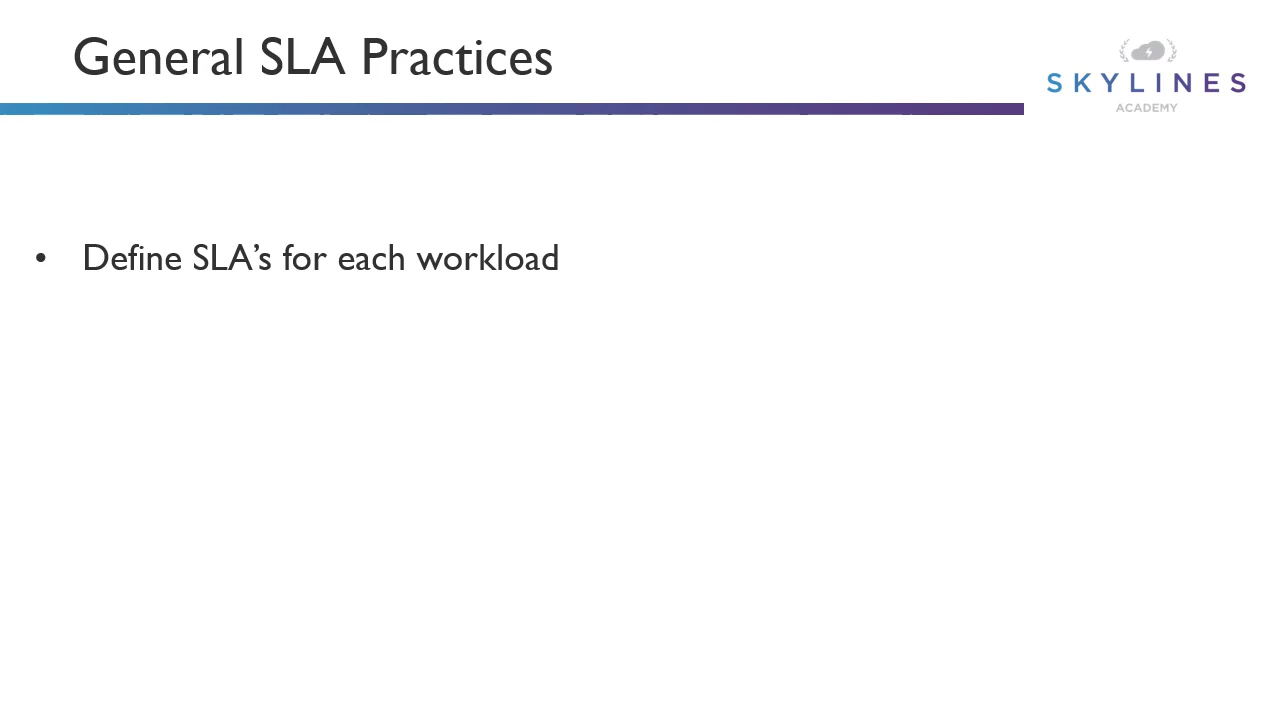 General SLA Practices
SKYLINES
ACADEMY
• Define SLA’s for each workload